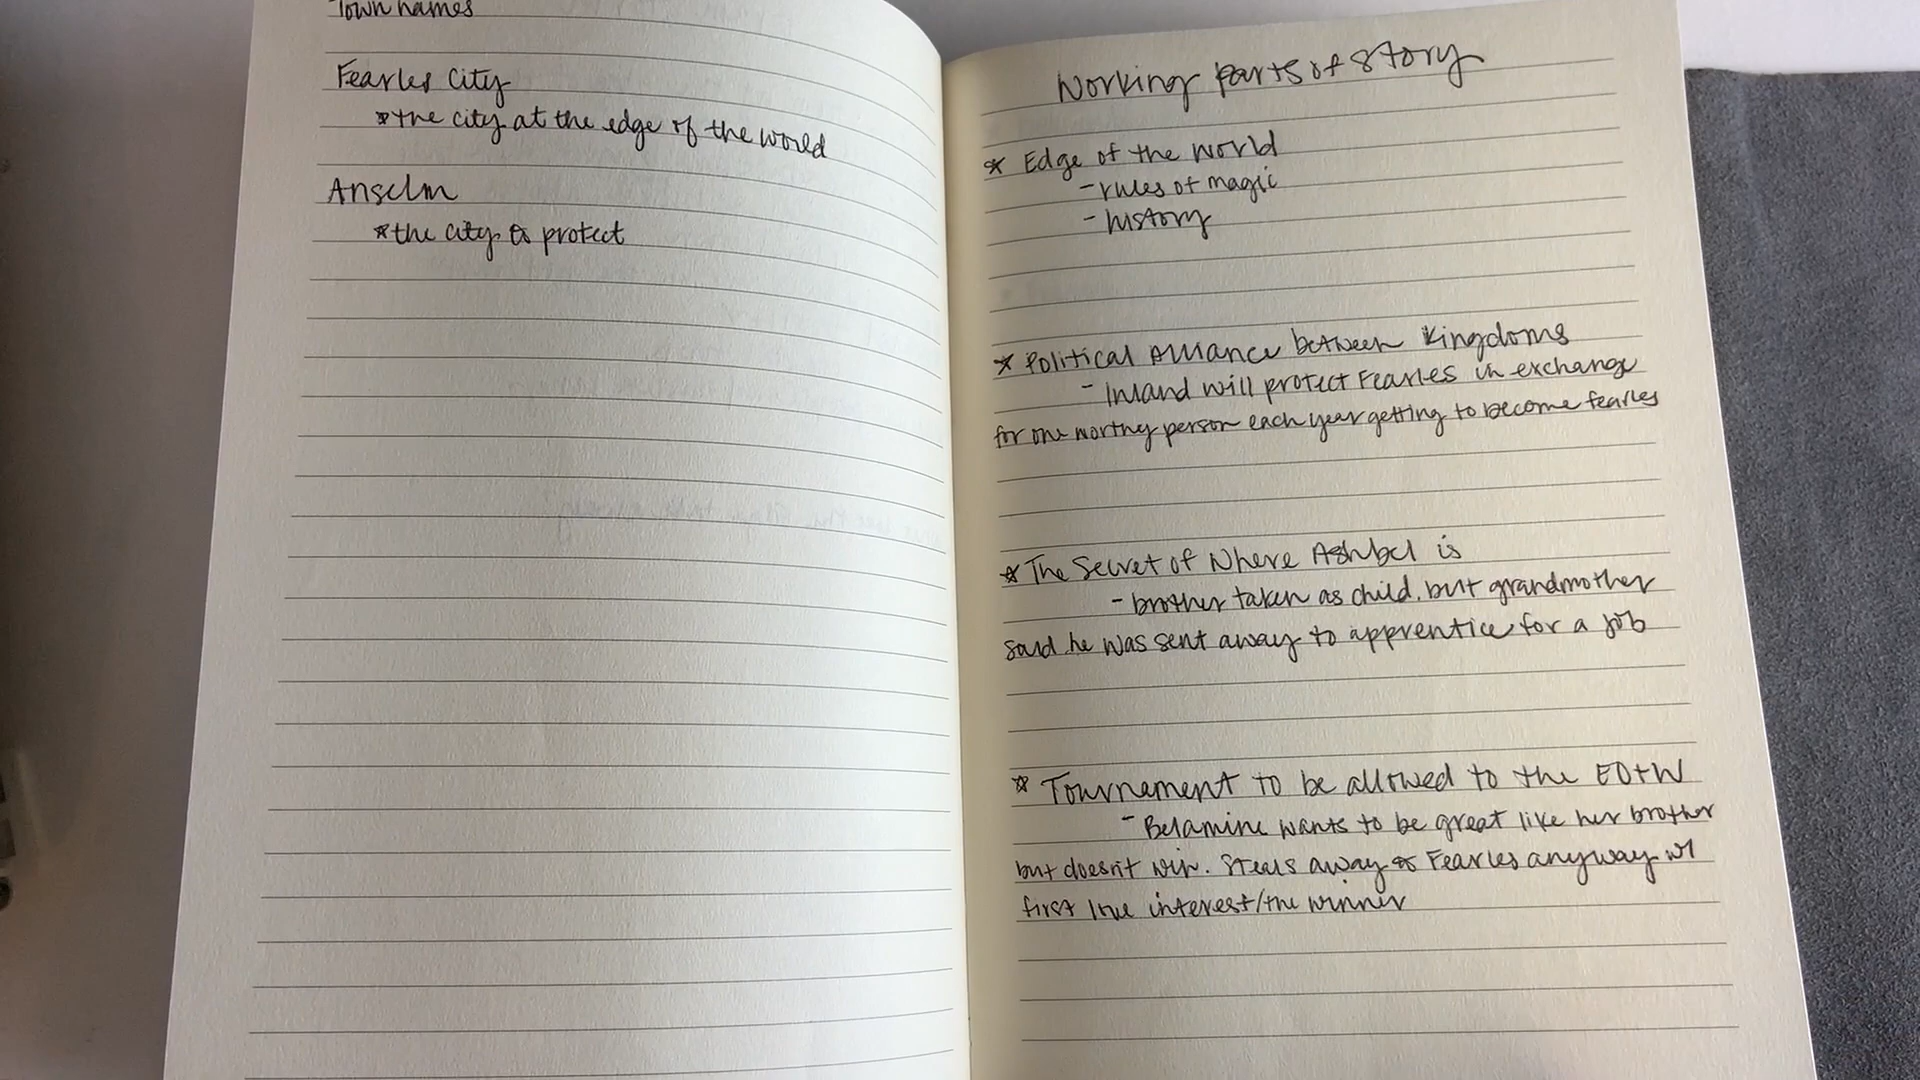 Town names
Fearles City
*the city at the edge of the world
Anselm
*the city to protect
Working parts of story
* Edge of the world
- rules of magic
- history
* Political Alliance between Kingdoms
- Inland will protect Fearles in exchange
for one worthy person each year getting to become fearles
* The Secret of Where Ashbel is
- brother taken as child, but grandmother
said he was sent away to apprentice for a job
* Tournament to be allowed to the EOTW
- Belamine wants to be great like her brother
but doesn't win. Steals away to Fearles anyway w/
first love interest/the winner